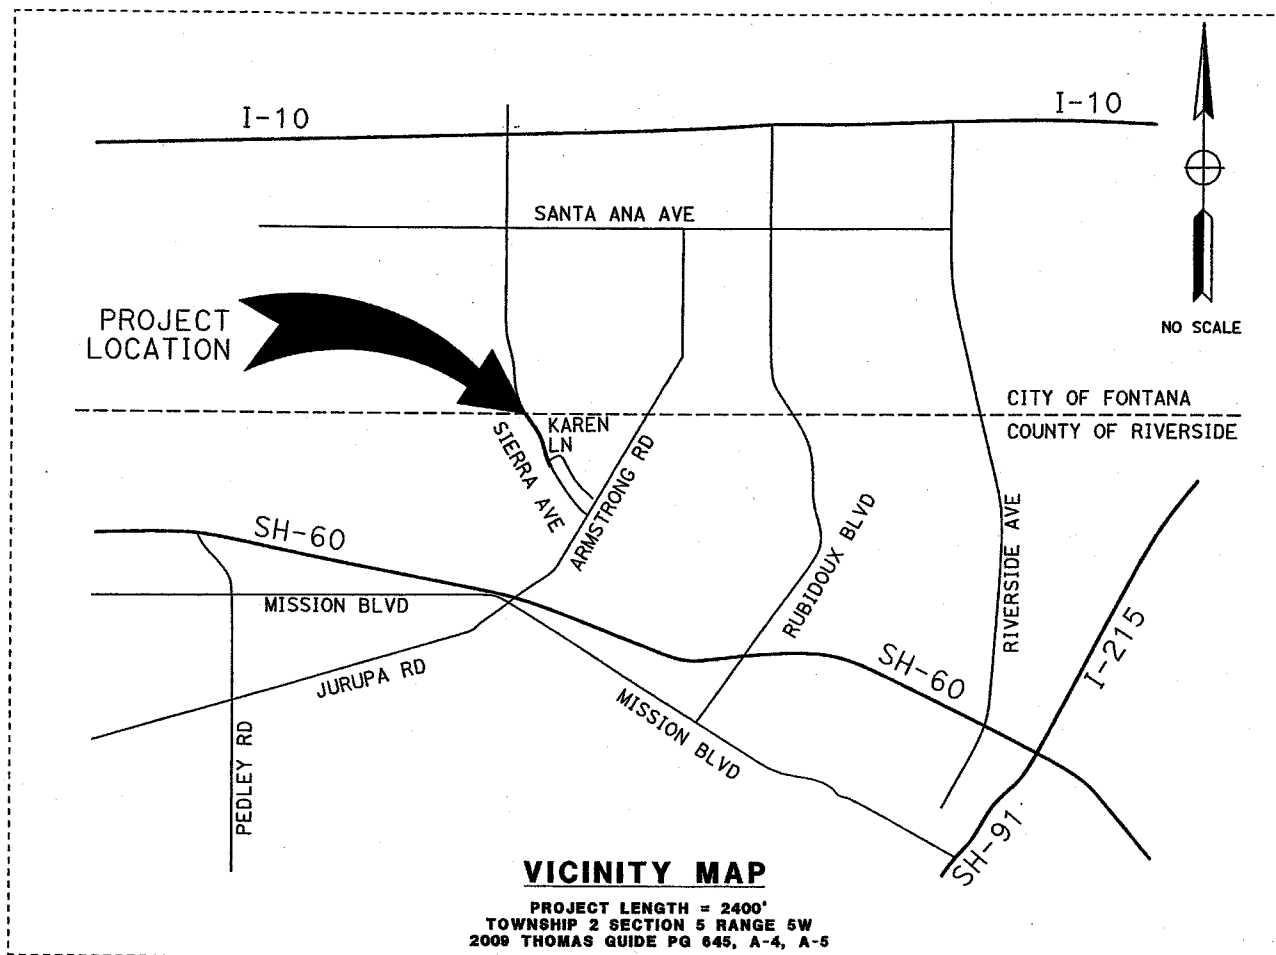 I-10
I-10
SANTA ANA AVE
PROJECT
LOCATION
NO SCALE
CITY OF FONTANA
COUNTY OF RIVERSIDE
KAREN
LN
SIERRA AVE
ARMSTRONG RD
SH-60
MISSION BLVD
RUBIDOUX BLVD
RIVERSIDE AVE
I-215
JURUPA RD
SH-60
MISSION BLVD
PEDLEY RD
SH-91
VICINITY MAP
PROJECT LENGTH = 2400'
TOWNSHIP 2 SECTION 5 RANGE 5W
2009 THOMAS GUIDE PG 645, A-4, A-5